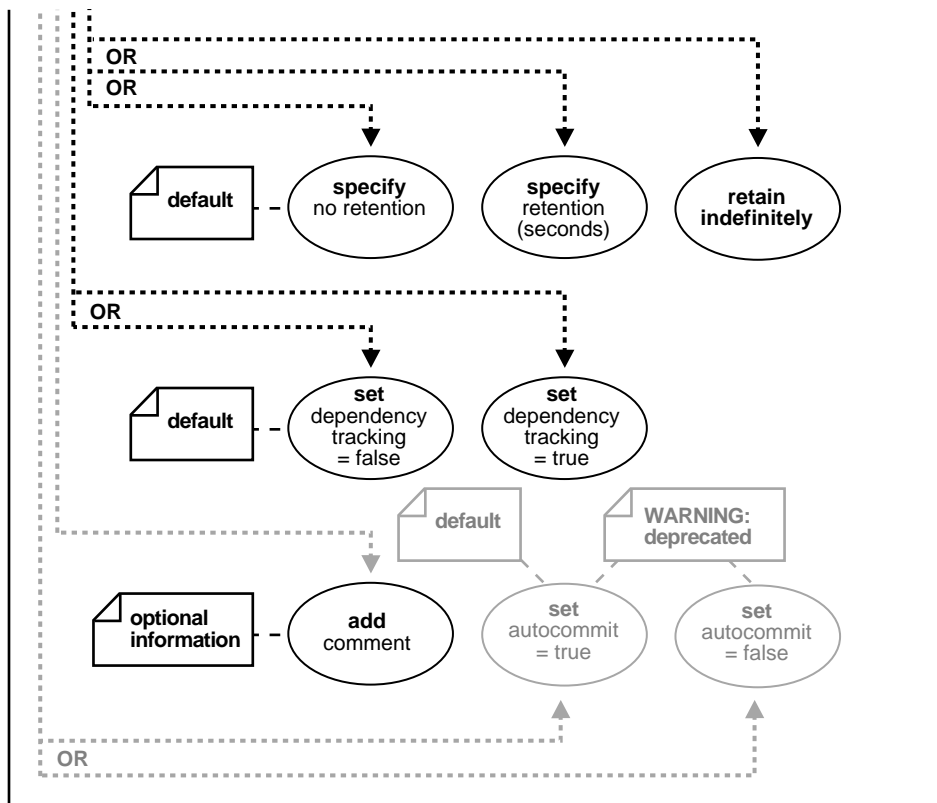 OR
OR
default
specify
no retention
specify
retention
(seconds)
retain
indefinitely
OR
default
set
dependency
tracking
= false
set
dependency
tracking
= true
default
WARNING:
deprecated
optional
information
add
comment
set
autocommit
= true
set
autocommit
= false
OR